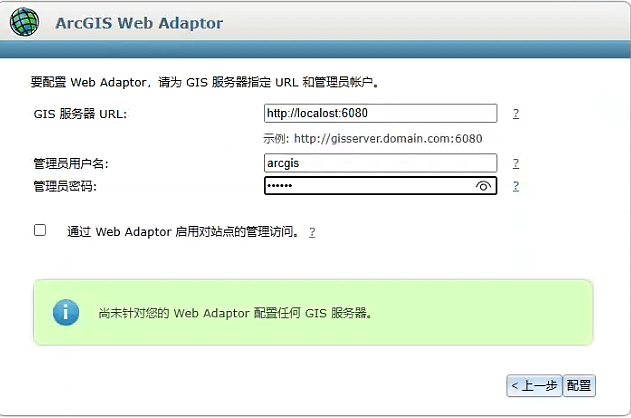 ArcGIS Web Adaptor
要配置 Web Adaptor，请为 GIS 服务器指定 URL 和管理员帐户。
GIS 服务器 URL: http://localost:6080 ?
示例: http://gisserver.domain.com:6080
管理员用户名: arcgis ?
管理员密码: •••••• ?
通过 Web Adaptor 启用对站点的管理访问。 ?
尚未针对您的 Web Adaptor 配置任何 GIS 服务器。
< 上一步 配置